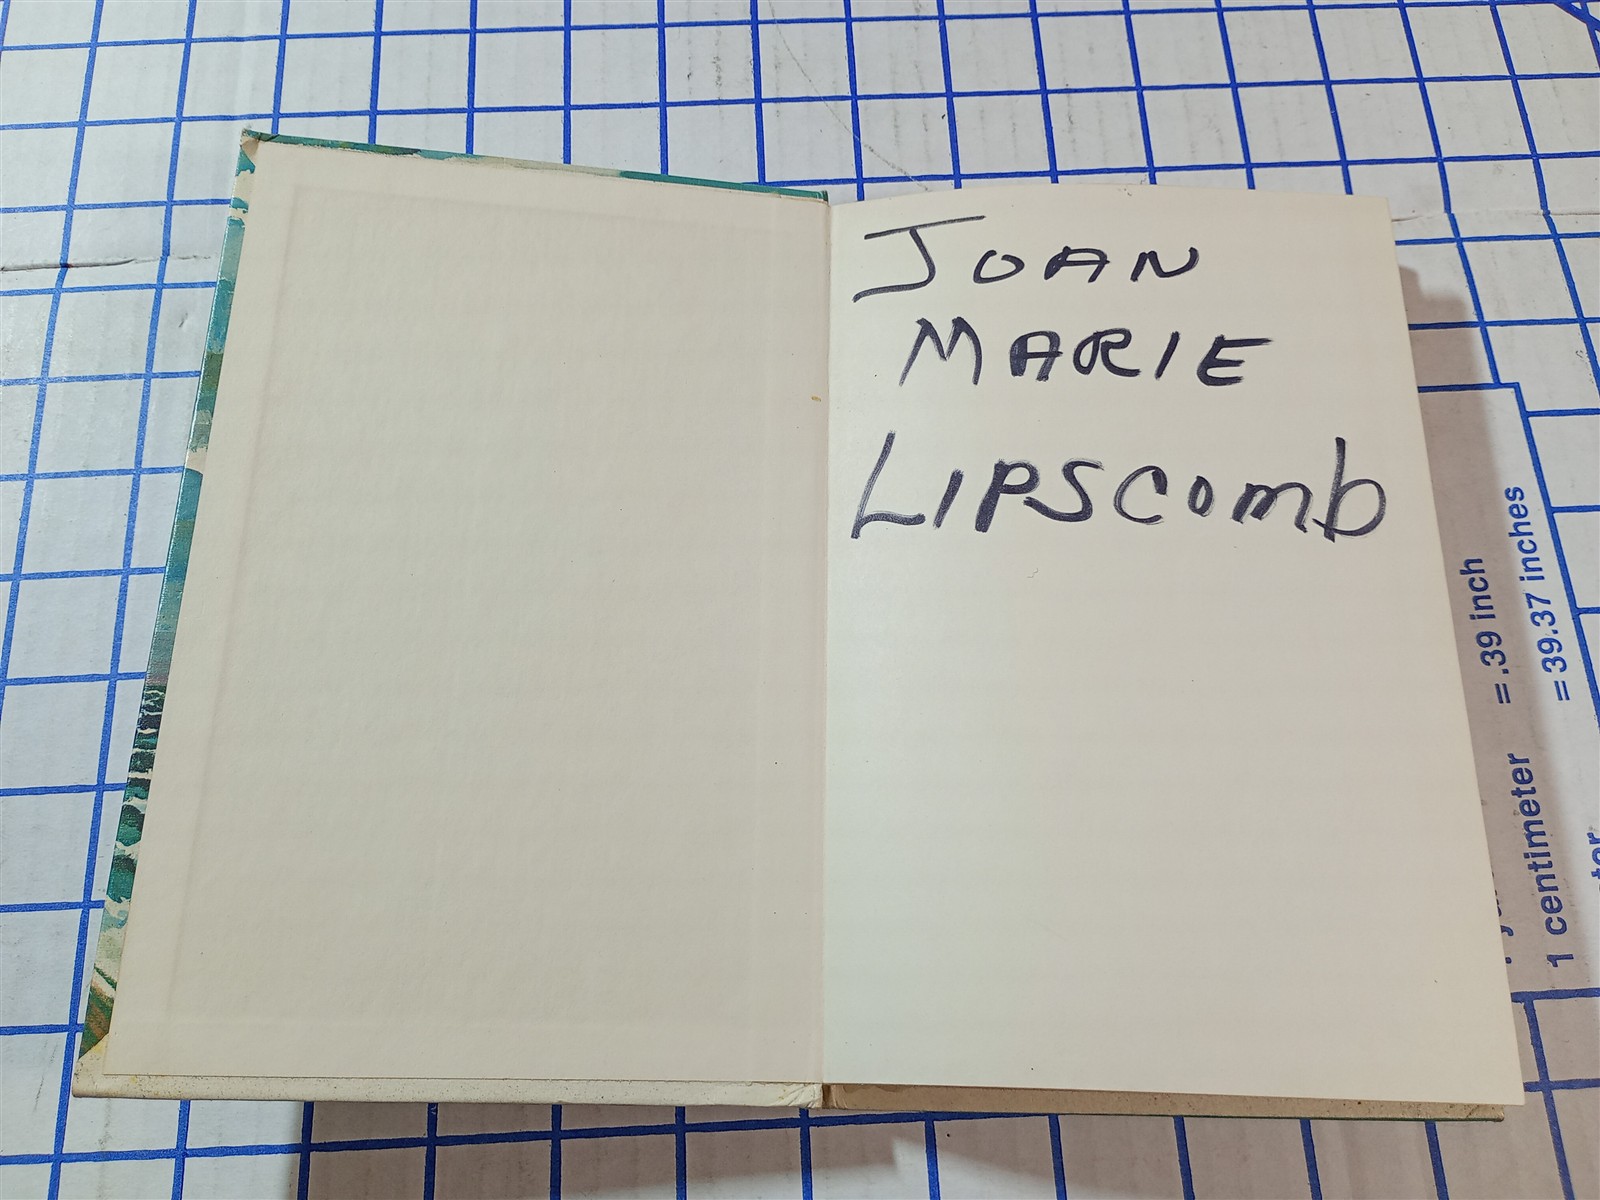 JOAN
MARIE
LIPSComb
= .39 inch
= 39.37 inches
1 centimeter